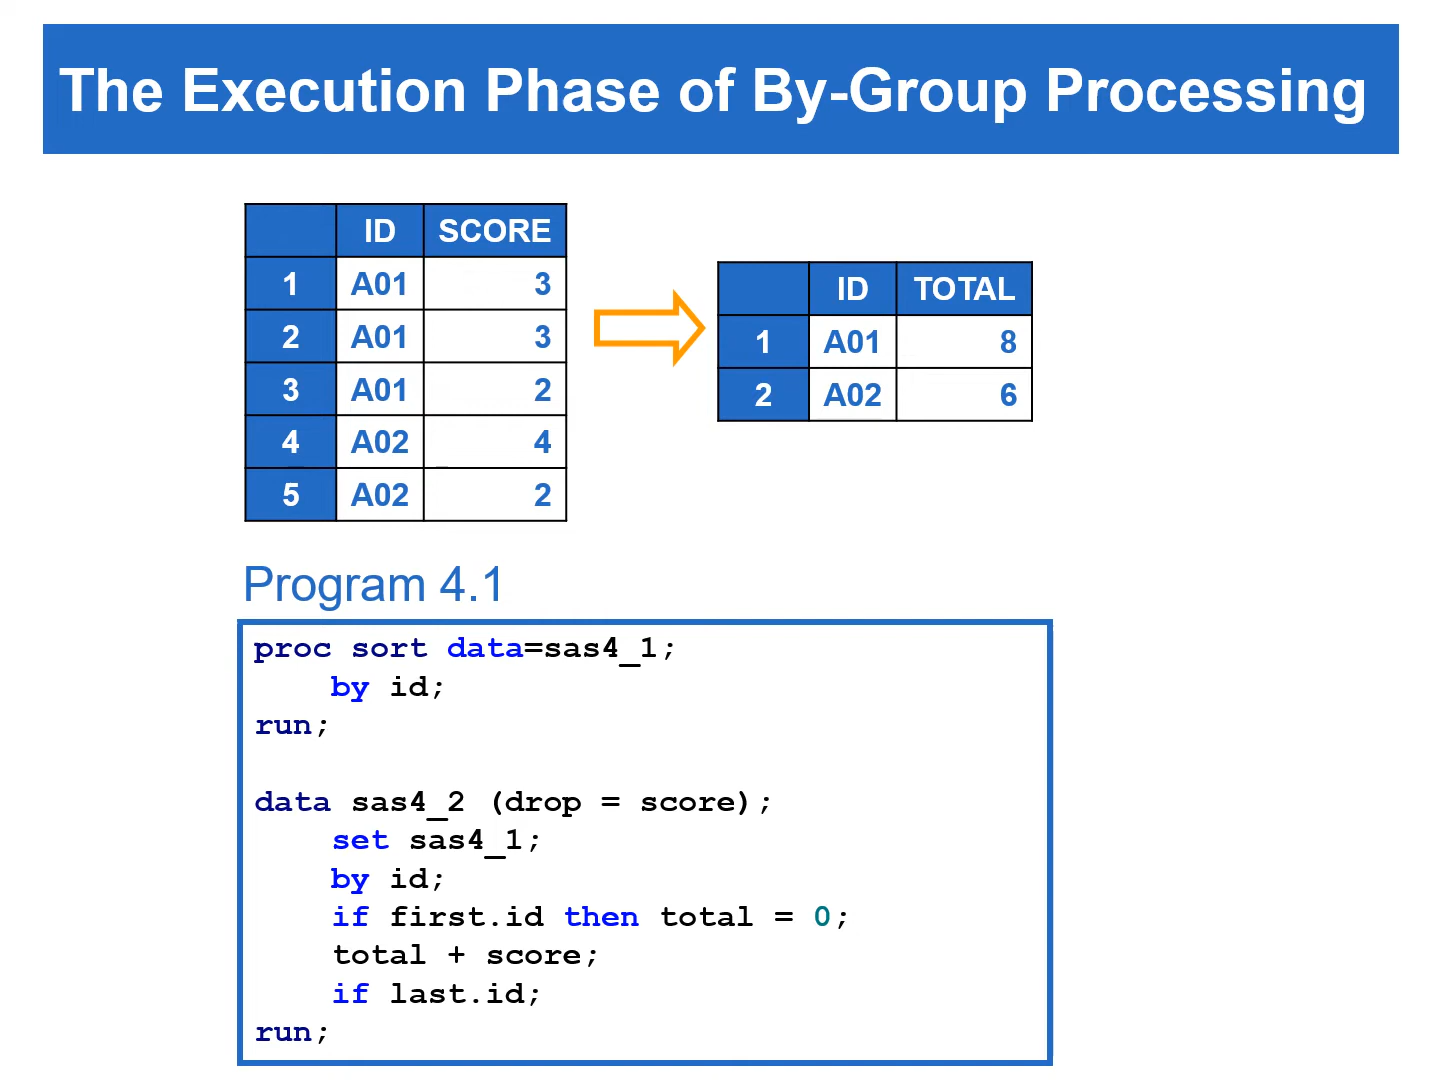 The Execution Phase of By-Group Processing
ID SCORE
1 A01 3
2 A01 3
3 A01 2
4 A02 4
5 A02 2
ID TOTAL
1 A01 8
2 A02 6
Program 4.1
proc sort data=sas4_1;
    by id;
run;

data sas4_2 (drop = score);
    set sas4_1;
    by id;
    if first.id then total = 0;
    total + score;
    if last.id;
run;